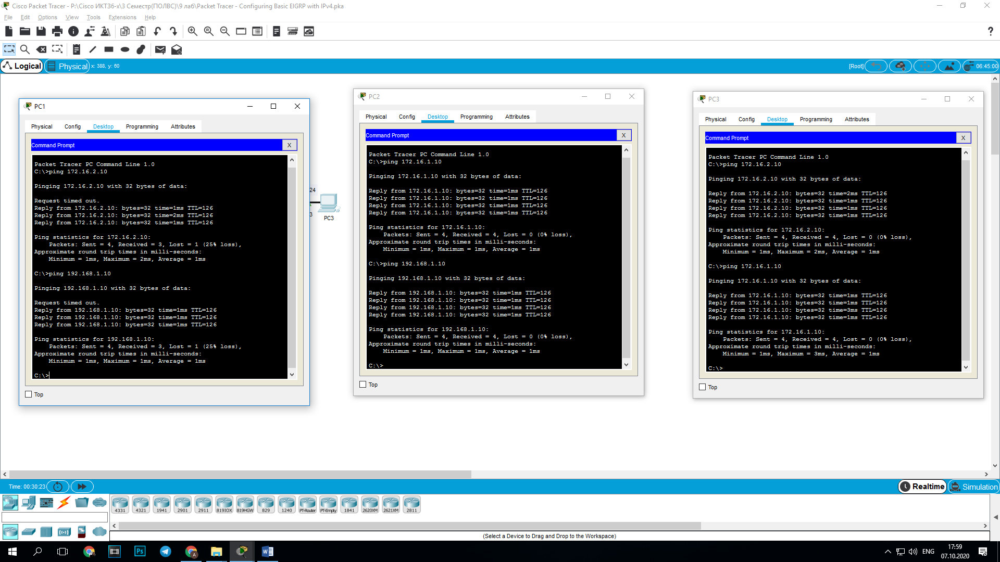 Cisco Packet Tracer - P:\Cisco ИКТЗб-х\3 Семестр(ПОЛВС)\9 лаб\Packet Tracer - Configuring Basic EIGRP with IPv4.pka
File Edit Options View Tools Extensions Help
Logical Physical x: 388, y: 60 [Root] 06:45:00
PC1
Physical Config Desktop Programming Attributes
Command Prompt X
Packet Tracer PC Command Line 1.0
C:\>ping 172.16.2.10
Pinging 172.16.2.10 with 32 bytes of data:
Request timed out.
Reply from 172.16.2.10: bytes=32 time=1ms TTL=126
Reply from 172.16.2.10: bytes=32 time=2ms TTL=126
Reply from 172.16.2.10: bytes=32 time=1ms TTL=126
Ping statistics for 172.16.2.10:
Packets: Sent = 4, Received = 3, Lost = 1 (25% loss),
Approximate round trip times in milli-seconds:
Minimum = 1ms, Maximum = 2ms, Average = 1ms
C:\>ping 192.168.1.10
Pinging 192.168.1.10 with 32 bytes of data:
Request timed out.
Reply from 192.168.1.10: bytes=32 time=1ms TTL=126
Reply from 192.168.1.10: bytes=32 time=1ms TTL=126
Reply from 192.168.1.10: bytes=32 time=1ms TTL=126
Ping statistics for 192.168.1.10:
Packets: Sent = 4, Received = 3, Lost = 1 (25% loss),
Approximate round trip times in milli-seconds:
Minimum = 1ms, Maximum = 1ms, Average = 1ms
C:\>
Top
24
3
PC3
PC2
Physical Config Desktop Programming Attributes
Command Prompt X
Packet Tracer PC Command Line 1.0
C:\>ping 172.16.1.10
Pinging 172.16.1.10 with 32 bytes of data:
Reply from 172.16.1.10: bytes=32 time=1ms TTL=126
Reply from 172.16.1.10: bytes=32 time=1ms TTL=126
Reply from 172.16.1.10: bytes=32 time=1ms TTL=126
Reply from 172.16.1.10: bytes=32 time=1ms TTL=126
Ping statistics for 172.16.1.10:
Packets: Sent = 4, Received = 4, Lost = 0 (0% loss),
Approximate round trip times in milli-seconds:
Minimum = 1ms, Maximum = 1ms, Average = 1ms
C:\>ping 192.168.1.10
Pinging 192.168.1.10 with 32 bytes of data:
Reply from 192.168.1.10: bytes=32 time=1ms TTL=126
Reply from 192.168.1.10: bytes=32 time=1ms TTL=126
Reply from 192.168.1.10: bytes=32 time=1ms TTL=126
Reply from 192.168.1.10: bytes=32 time=1ms TTL=126
Ping statistics for 192.168.1.10:
Packets: Sent = 4, Received = 4, Lost = 0 (0% loss),
Approximate round trip times in milli-seconds:
Minimum = 1ms, Maximum = 1ms, Average = 1ms
C:\>
Top
PC3
Physical Config Desktop Programming Attributes
Command Prompt X
Packet Tracer PC Command Line 1.0
C:\>ping 172.16.2.10
Pinging 172.16.2.10 with 32 bytes of data:
Reply from 172.16.2.10: bytes=32 time=2ms TTL=126
Reply from 172.16.2.10: bytes=32 time=1ms TTL=126
Reply from 172.16.2.10: bytes=32 time=1ms TTL=126
Reply from 172.16.2.10: bytes=32 time=1ms TTL=126
Ping statistics for 172.16.2.10:
Packets: Sent = 4, Received = 4, Lost = 0 (0% loss),
Approximate round trip times in milli-seconds:
Minimum = 1ms, Maximum = 2ms, Average = 1ms
C:\>ping 172.16.1.10
Pinging 172.16.1.10 with 32 bytes of data:
Reply from 172.16.1.10: bytes=32 time=1ms TTL=126
Reply from 172.16.1.10: bytes=32 time=1ms TTL=126
Reply from 172.16.1.10: bytes=32 time=3ms TTL=126
Reply from 172.16.1.10: bytes=32 time=1ms TTL=126
Ping statistics for 172.16.1.10:
Packets: Sent = 4, Received = 4, Lost = 0 (0% loss),
Approximate round trip times in milli-seconds:
Minimum = 1ms, Maximum = 3ms, Average = 1ms
C:\>
Top
Time: 00:30:23 Realtime Simulation
4331 4321 1941 2901 2911 819IOX 819HGW 829 1240 PT-Router PT-Empty 1841 2620XM 2621XM 2811
(Select a Device to Drag and Drop to the Workspace)
Ps
ENG
17:59
07.10.2020